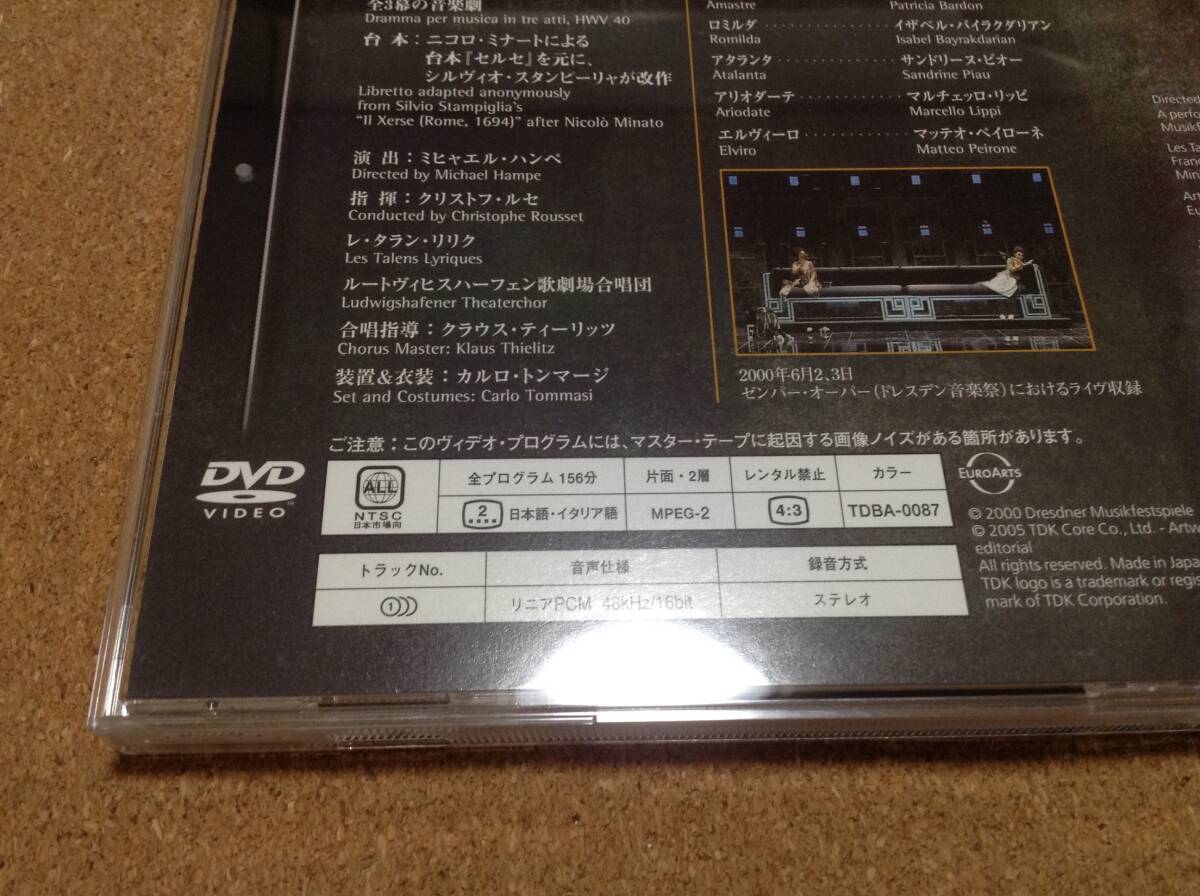 全3幕の音楽劇
Dramma per musica in tre atti, HWV 40
台 本：ニコロ・ミナートによる
台本『セルセ』を元に、
シルヴィオ・スタンピーリャが改作
Libretto adapted anonymously
from Silvio Stampiglia's
"Il Xerse (Rome, 1694)" after Nicolò Minato
演 出：ミヒャエル・ハンペ
Directed by Michael Hampe
指 揮：クリストフ・ルセ
Conducted by Christophe Rousset
レ・タラン・リリク
Les Talens Lyriques
ルートヴィヒスハーフェン歌劇場合唱団
Ludwigshafener Theaterchor
合唱指導：クラウス・ティーリッツ
Chorus Master: Klaus Thielitz
装置&衣装：カルロ・トンマージ
Set and Costumes: Carlo Tommasi
Amastre Patricia Bardon
ロミルダ・・・・・・・・・・・・イザベル・バイラクダリアン
Romilda Isabel Bayrakdarian
アタランタ・・・・・・・・・・・・サンドリーヌ・ピオー
Atalanta Sandrine Piau
アリオダーテ・・・・・・・・・・・・マルチェッロ・リッピ
Ariodate Marcello Lippi
エルヴィーロ・・・・・・・・・・・・マッテオ・ペイローネ
Elviro Matteo Peirone
2000年6月2、3日
ゼンパー・オーパー（ドレスデン音楽祭）におけるライヴ収録
Directed
A perfo
Musikf
Les Ta
Franc
Min
Ar
Eu
ご注意：このヴィデオ・プログラムには、マスター・テープに起因する画像ノイズがある箇所があります。
DVD
VIDEO
ALL
NTSC
日本市場向
全プログラム 156分
片面・2層
レンタル禁止
カラー
2
日本語・イタリア語
MPEG-2
4:3
TDBA-0087
EUROARTS
トラックNo.
音声仕様
録音方式
1
リニアPCM 48kHz/16bit
ステレオ
© 2000 Dresdner Musikfestspiele
© 2005 TDK Core Co., Ltd. - Artw
editorial
All rights reserved. Made in Japa
TDK logo is a trademark or regis
mark of TDK Corporation.